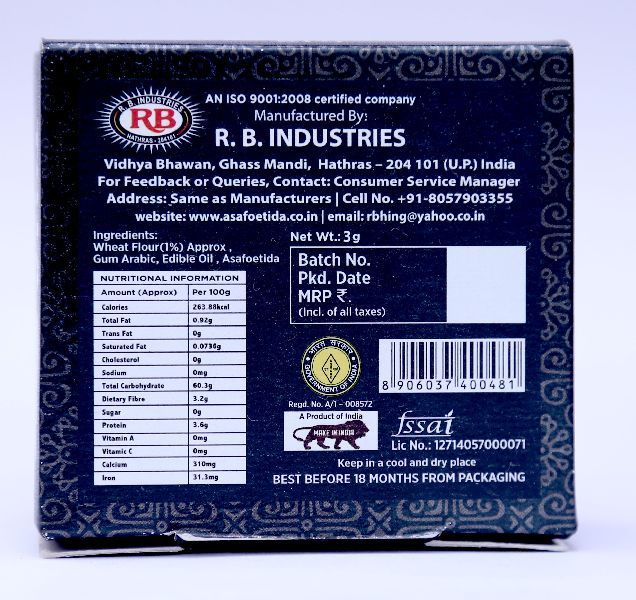 R. B. INDUSTRIES
RB
HATHRAS - 204101
AN ISO 9001:2008 certified company
Manufactured By:
R. B. INDUSTRIES
Vidhya Bhawan, Ghass Mandi, Hathras – 204 101 (U.P.) India
For Feedback or Queries, Contact: Consumer Service Manager
Address: Same as Manufacturers | Cell No. +91-8057903355
website: www.asafoetida.co.in | email: rbhing@yahoo.co.in
Ingredients:
Wheat Flour(1%) Approx ,
Gum Arabic, Edible Oil , Asafoetida
NUTRITIONAL INFORMATION
Amount (Approx) Per 100g
Calories 263.88kcal
Total Fat 0.92g
Trans Fat 0g
Saturated Fat 0.0736g
Cholesterol 0g
Sodium 0mg
Total Carbohydrate 60.3g
Dietary Fibre 3.2g
Sugar 0g
Protein 3.6g
Vitamin A 0mg
Vitamin C 0mg
Calcium 310mg
Iron 31.3mg
Net Wt.: 3g
Batch No.
Pkd. Date
MRP ₹.
(Incl. of all taxes)
भारत सरकार
GOVERNMENT OF INDIA
Regd. No. A/1 - 008572
A Product of India
MAKE IN INDIA
8 906037 400481
fssai
Lic No.: 12714057000071
Keep in a cool and dry place
BEST BEFORE 18 MONTHS FROM PACKAGING